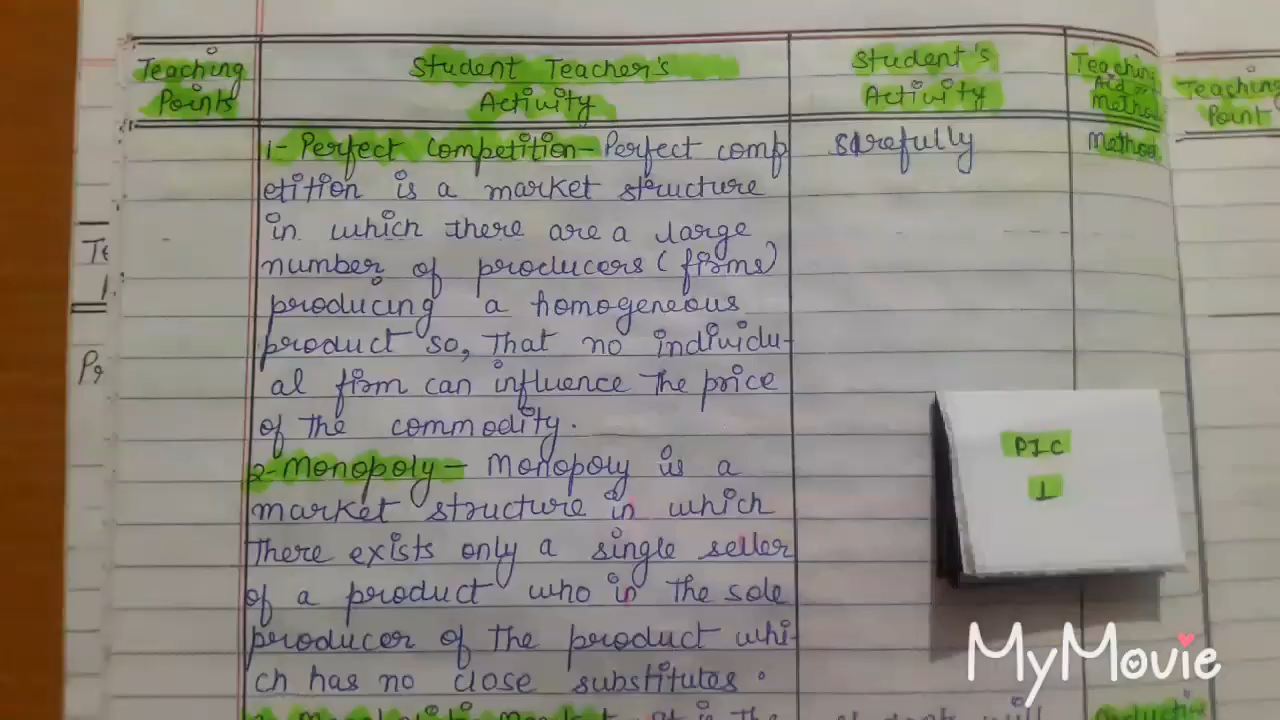 Teaching Points
Student Teacher's Activity
Student's Activity
Teaching Aid or Method
Teaching Point
1- Perfect Competition - Perfect comp
etition is a market structure
in which there are a large
number of producers (firms)
producing a homogeneous
product so, that no individu-
al firm can influence the price
of the commodity.
2- Monopoly - Monopoly is a
market structure in which
there exists only a single seller
of a product who in the sole
producer of the product whi-
ch has no close substitutes.
carefully
Method
PIC
1
MyMovie